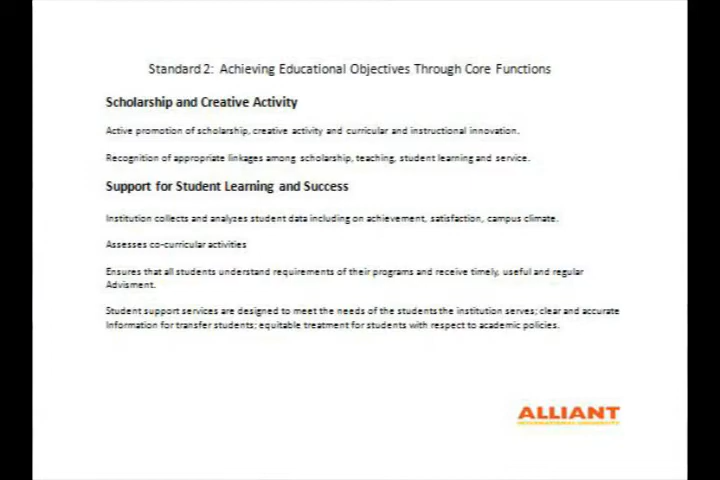 Standard 2: Achieving Educational Objectives Through Core Functions
Scholarship and Creative Activity
Active promotion of scholarship, creative activity and curricular and instructional innovation.
Recognition of appropriate linkages among scholarship, teaching, student learning and service.
Support for Student Learning and Success
Institution collects and analyzes student data including on achievement, satisfaction, campus climate.
Assesses co-curricular activities
Ensures that all students understand requirements of their programs and receive timely, useful and regular
Advisment.
Student support services are designed to meet the needs of the students the institution serves; clear and accurate
Information for transfer students; equitable treatment for students with respect to academic policies.
ALLIANT
INTERNATIONAL UNIVERSITY